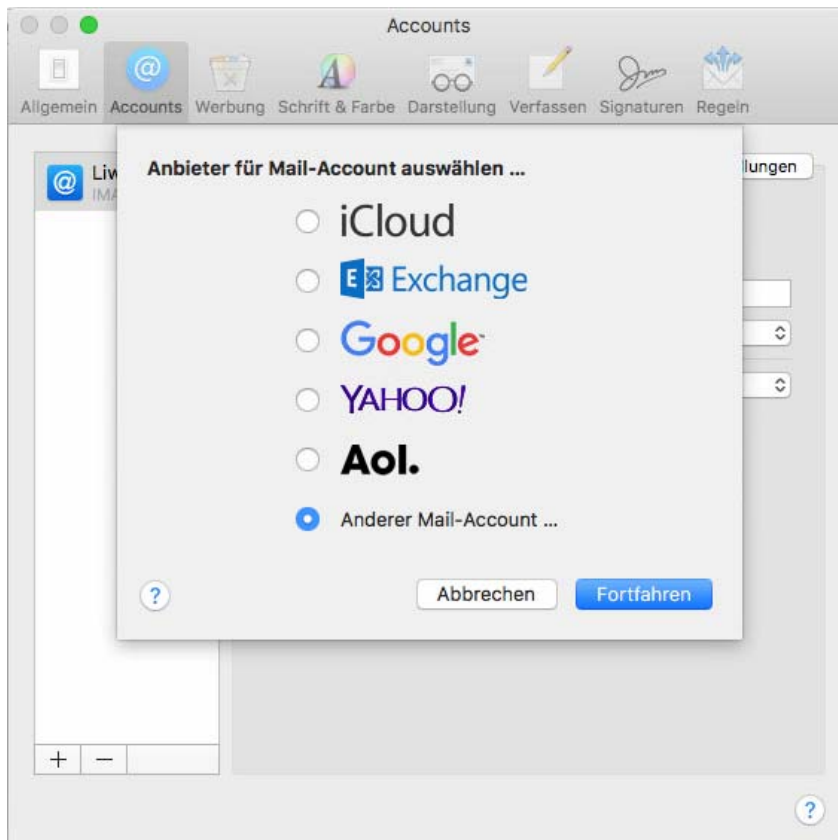 Accounts
Allgemein Accounts Werbung Schrift & Farbe Darstellung Verfassen Signaturen Regeln
Anbieter für Mail-Account auswählen ...
iCloud
Exchange
Google
YAHOO!
Aol.
Anderer Mail-Account ...
? Abbrechen Fortfahren
+ −
?